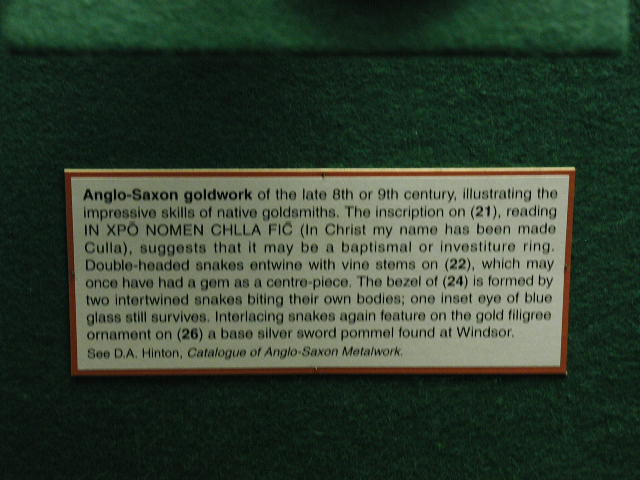 Anglo-Saxon goldwork of the late 8th or 9th century, illustrating the
impressive skills of native goldsmiths. The inscription on (21), reading
IN XPŌ NOMEN CHLLA FIC̄ (In Christ my name has been made
Culla), suggests that it may be a baptismal or investiture ring.
Double-headed snakes entwine with vine stems on (22), which may
once have had a gem as a centre-piece. The bezel of (24) is formed by
two intertwined snakes biting their own bodies; one inset eye of blue
glass still survives. Interlacing snakes again feature on the gold filigree
ornament on (26) a base silver sword pommel found at Windsor.
See D.A. Hinton, Catalogue of Anglo-Saxon Metalwork.